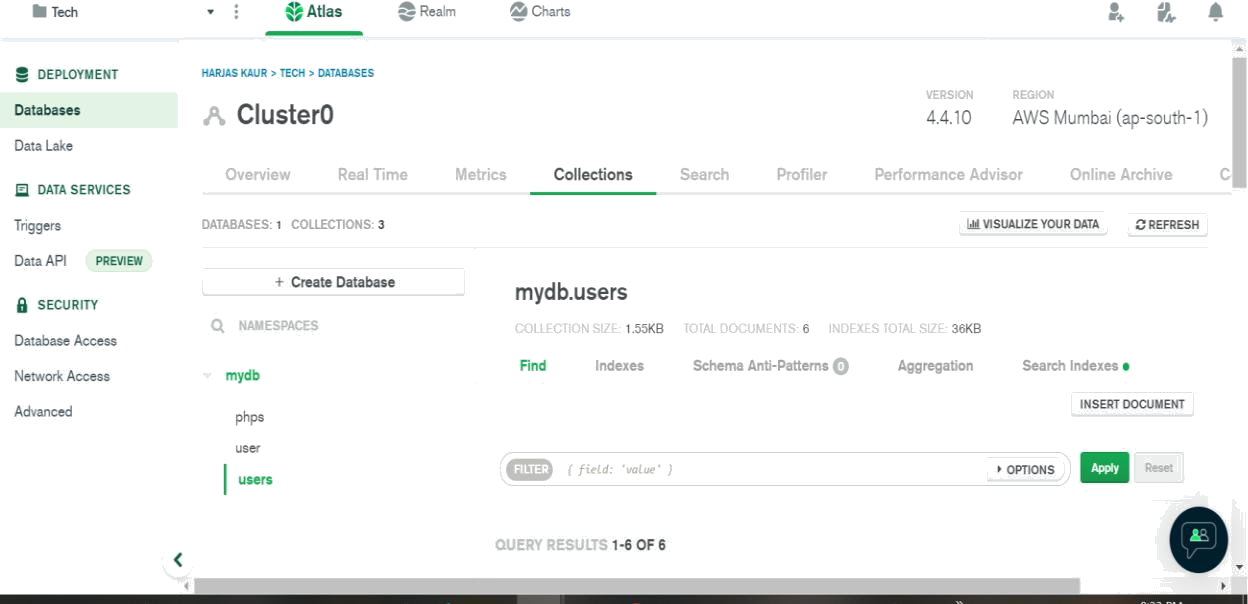 Tech
Atlas
Realm
Charts
DEPLOYMENT
Databases
Data Lake
DATA SERVICES
Triggers
Data API PREVIEW
SECURITY
Database Access
Network Access
Advanced
HARJAS KAUR > TECH > DATABASES
Cluster0
VERSION
4.4.10
REGION
AWS Mumbai (ap-south-1)
Overview Real Time Metrics Collections Search Profiler Performance Advisor Online Archive C
DATABASES: 1 COLLECTIONS: 3
VISUALIZE YOUR DATA
REFRESH
+ Create Database
NAMESPACES
mydb
phps
user
users
mydb.users
COLLECTION SIZE: 1.55KB TOTAL DOCUMENTS: 6 INDEXES TOTAL SIZE: 36KB
Find Indexes Schema Anti-Patterns 0 Aggregation Search Indexes
INSERT DOCUMENT
FILTER { field: 'value' } OPTIONS Apply Reset
QUERY RESULTS 1-6 OF 6